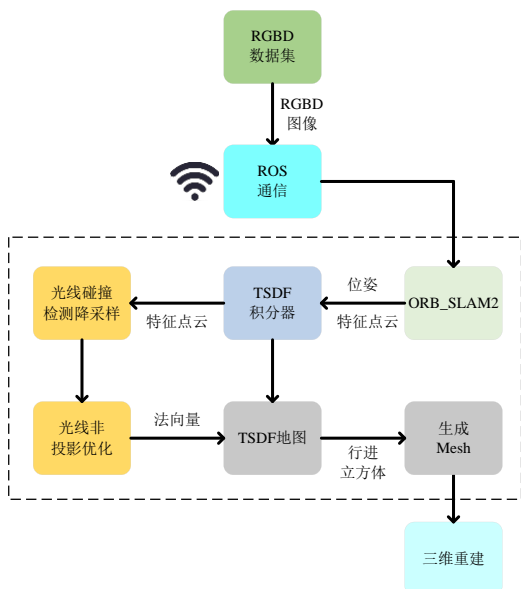 RGBD
数据集
RGBD
图像
ROS
通信
光线碰撞
检测降采样
特征点云
TSDF
积分器
位姿
特征点云
ORB_SLAM2
光线非
投影优化
法向量
TSDF地图
行进
立方体
生成
Mesh
三维重建